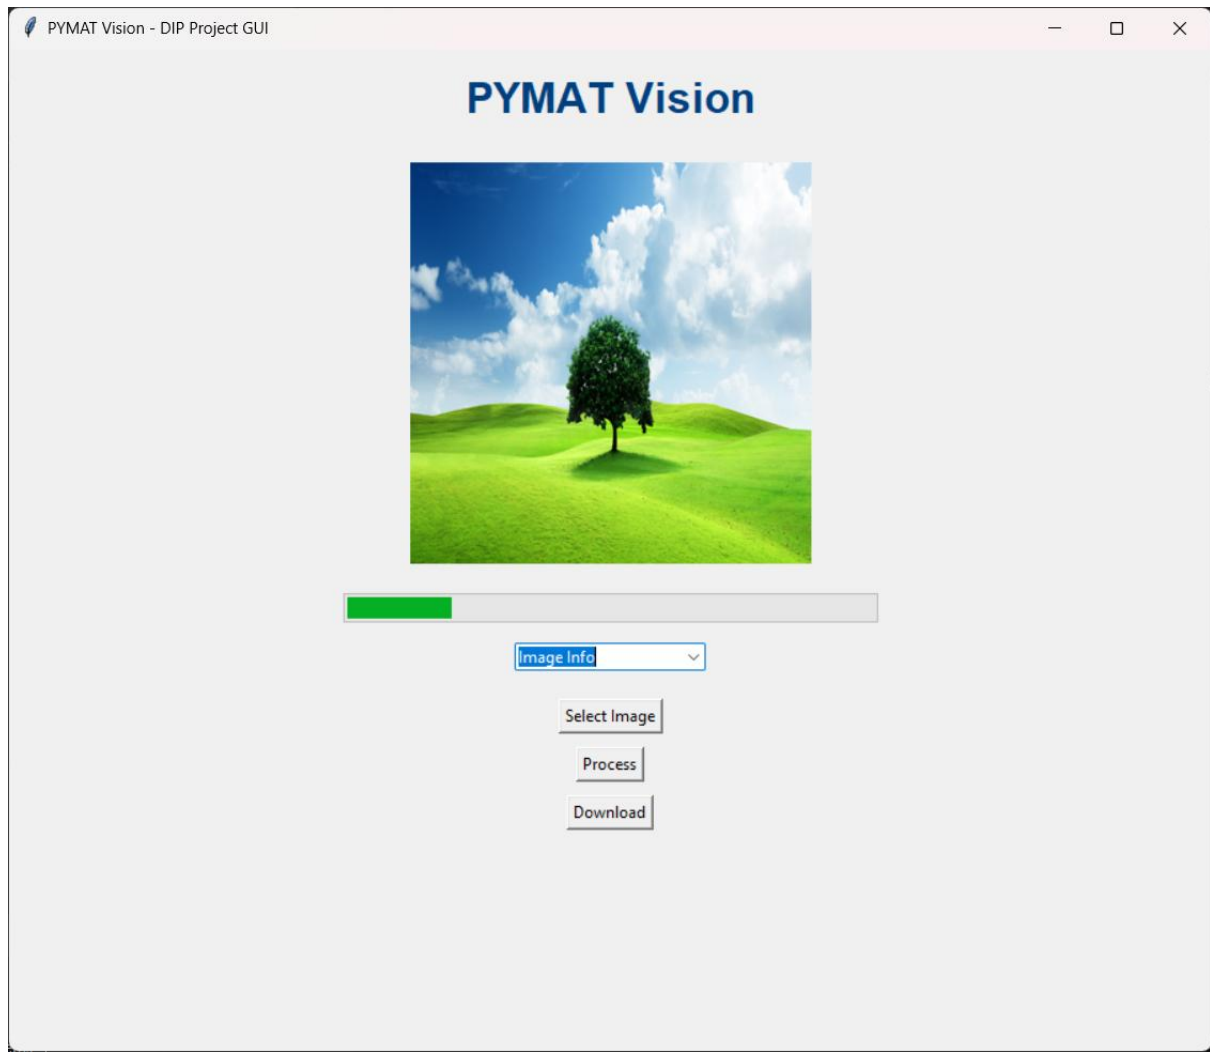 PYMAT Vision - DIP Project GUI
PYMAT Vision
Image Info
Select Image
Process
Download